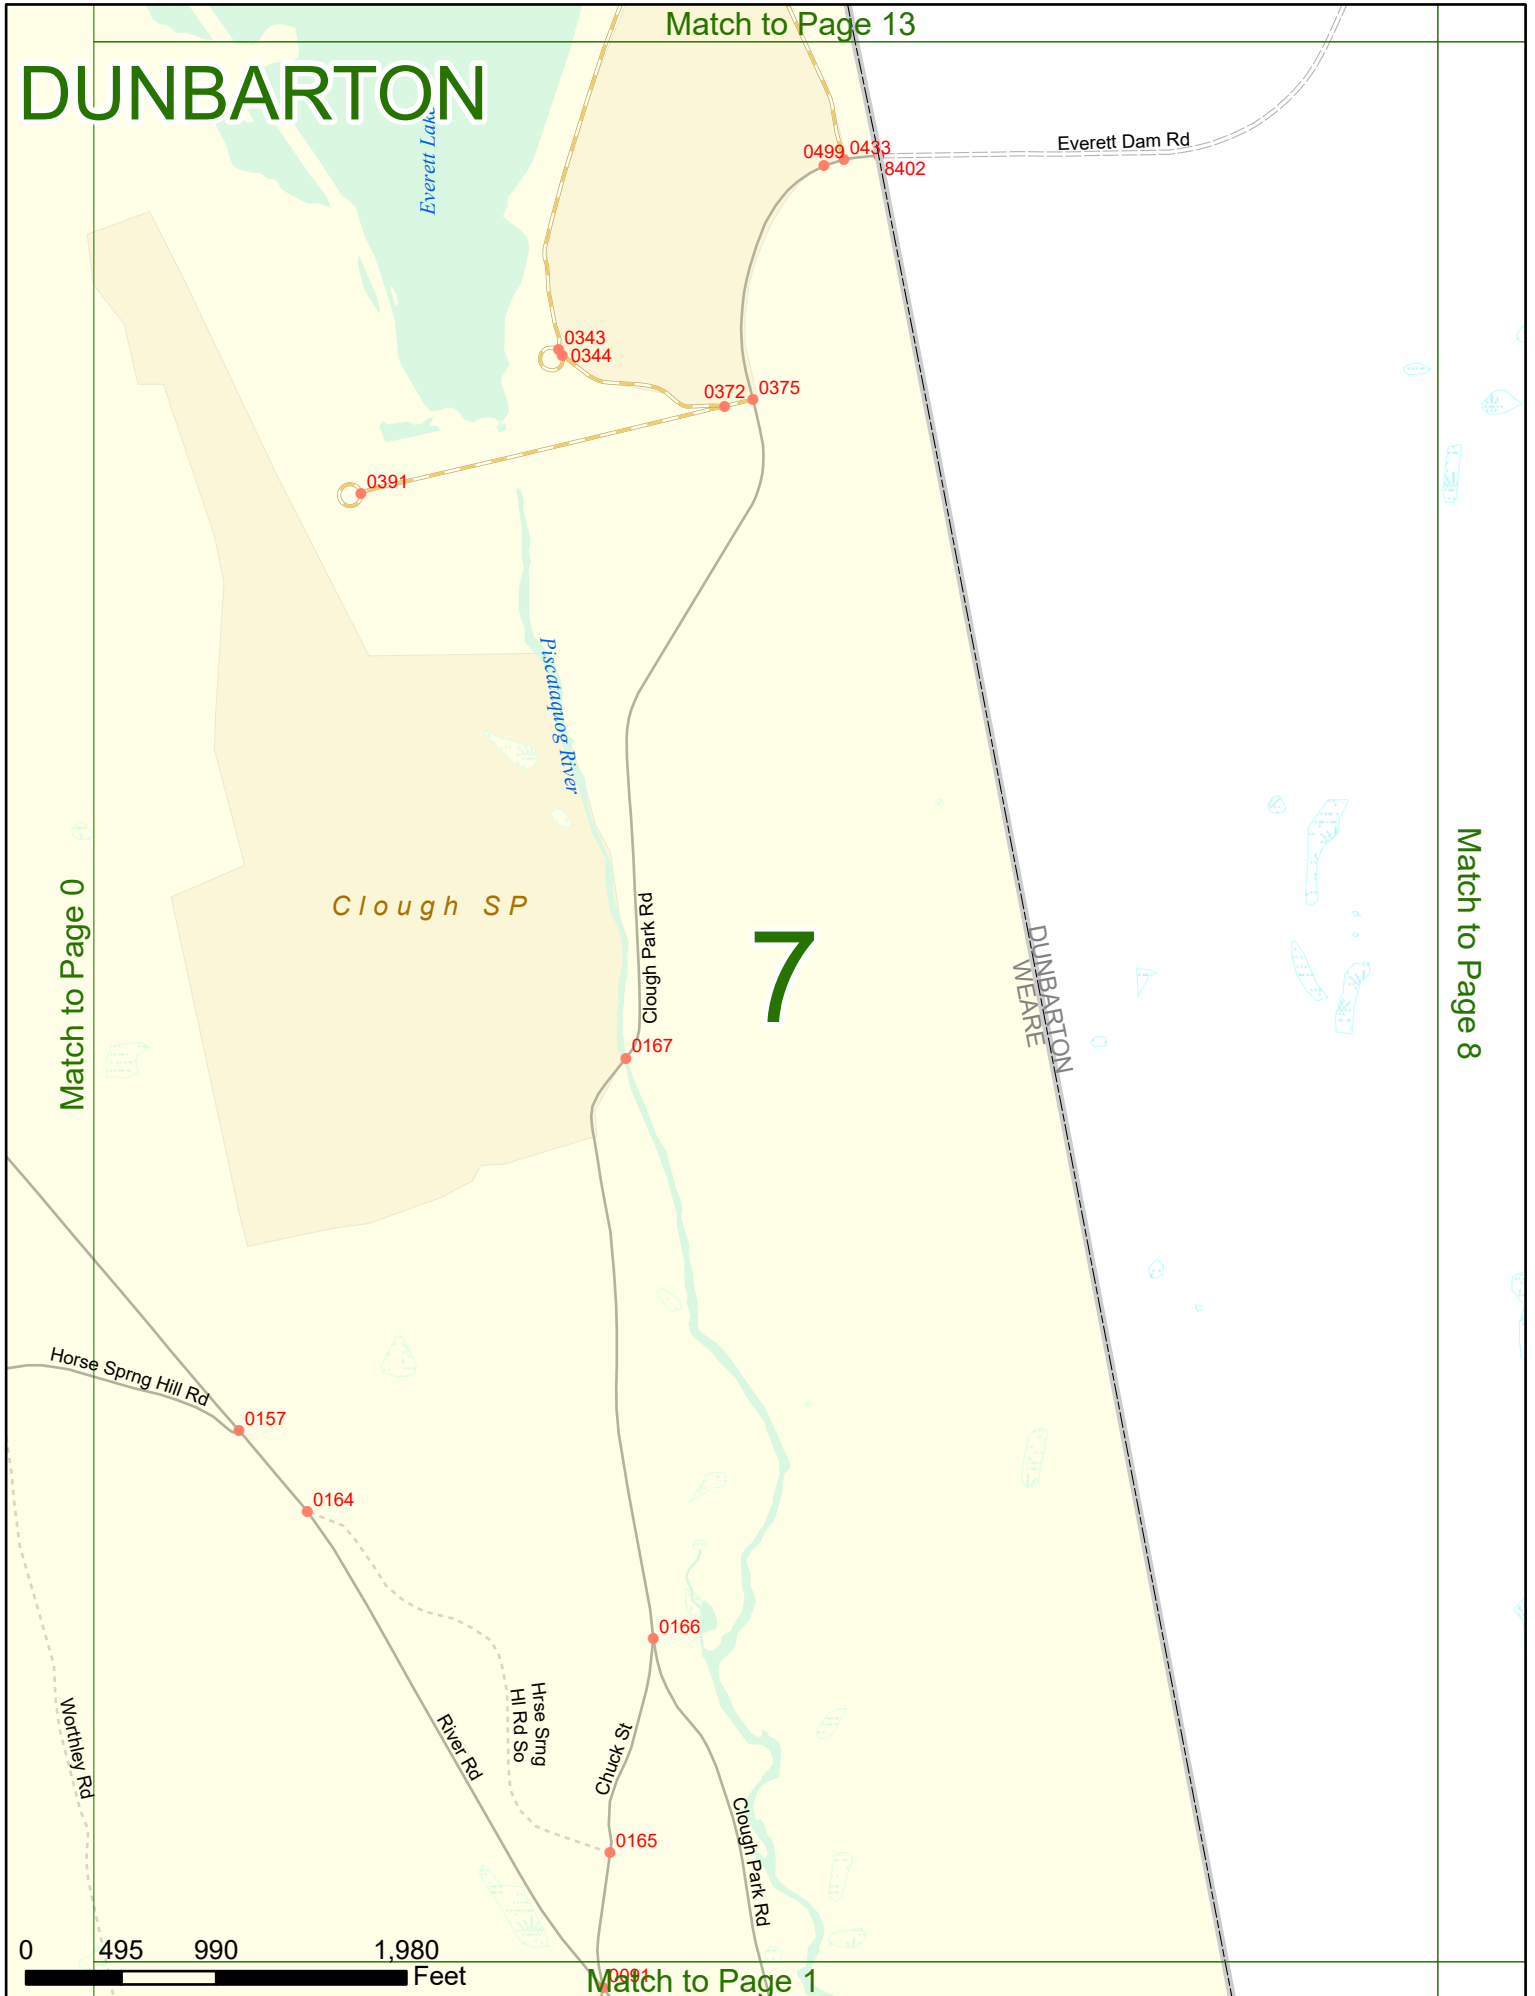 Match to Page 13
DUNBARTON
Everett Lake
Everett Dam Rd
0499
0433
8402
0343
0344
0372
0375
0391
Piscataquog River
Clough SP
Clough Park Rd
7
Match to Page 0
Match to Page 8
DUNBARTON
WEARE
0167
Horse Sprng Hill Rd
0157
0164
0166
Worthley Rd
River Rd
Hrse Srng
Hl Rd So
Chuck St
Clough Park Rd
0165
0 495 990 1,980
Feet
0091
Match to Page 1